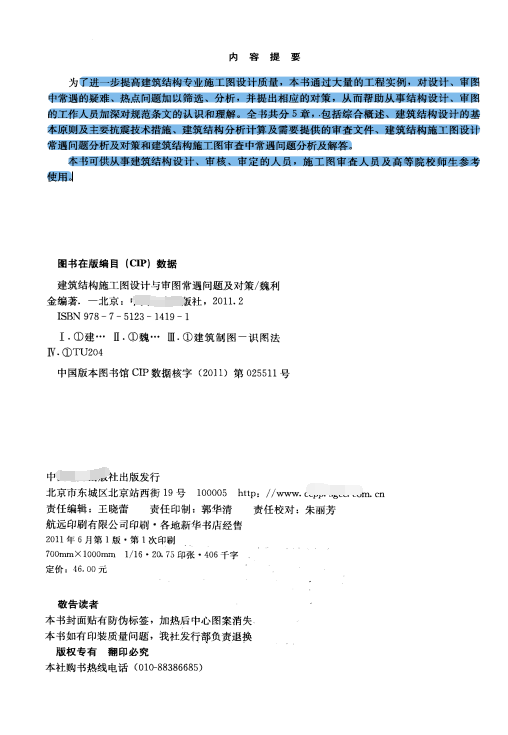 内 容 提 要
为了进一步提高建筑结构专业施工图设计质量，本书通过大量的工程实例，对设计、审图
中常遇的疑难、热点问题加以筛选、分析，并提出相应的对策，从而帮助从事结构设计、审图
的工作人员加深对规范条文的认识和理解。全书共分5章，包括综合概述、建筑结构设计的基
本原则及主要抗震技术措施、建筑结构分析计算及需要提供的审查文件、建筑结构施工图设计
常遇问题分析及对策和建筑结构施工图审查中常遇问题分析及解答。
本书可供从事建筑结构设计、审核、审定的人员，施工图审查人员及高等院校师生参考
使用。
图书在版编目（CIP）数据
建筑结构施工图设计与审图常遇问题及对策/魏利
金编著．—北京：版社，2011.2
ISBN 978-7-5123-1419-1
Ⅰ.①建… Ⅱ.①魏… Ⅲ.①建筑制图－识图法
Ⅳ.①TU204
中国版本图书馆CIP数据核字（2011）第025511号
中版社出版发行
北京市东城区北京站西街19号 100005 http：//www.com.cn
责任编辑：王晓蕾 责任印制：郭华清 责任校对：朱丽芳
航远印刷有限公司印刷·各地新华书店经售
2011年6月第1版·第1次印刷
700mm×1000mm 1/16·20.75印张·406千字
定价：46.00元
敬告读者
本书封面贴有防伪标签，加热后中心图案消失
本书如有印装质量问题，我社发行部负责退换
版权专有 翻印必究
本社购书热线电话（010-88386685）